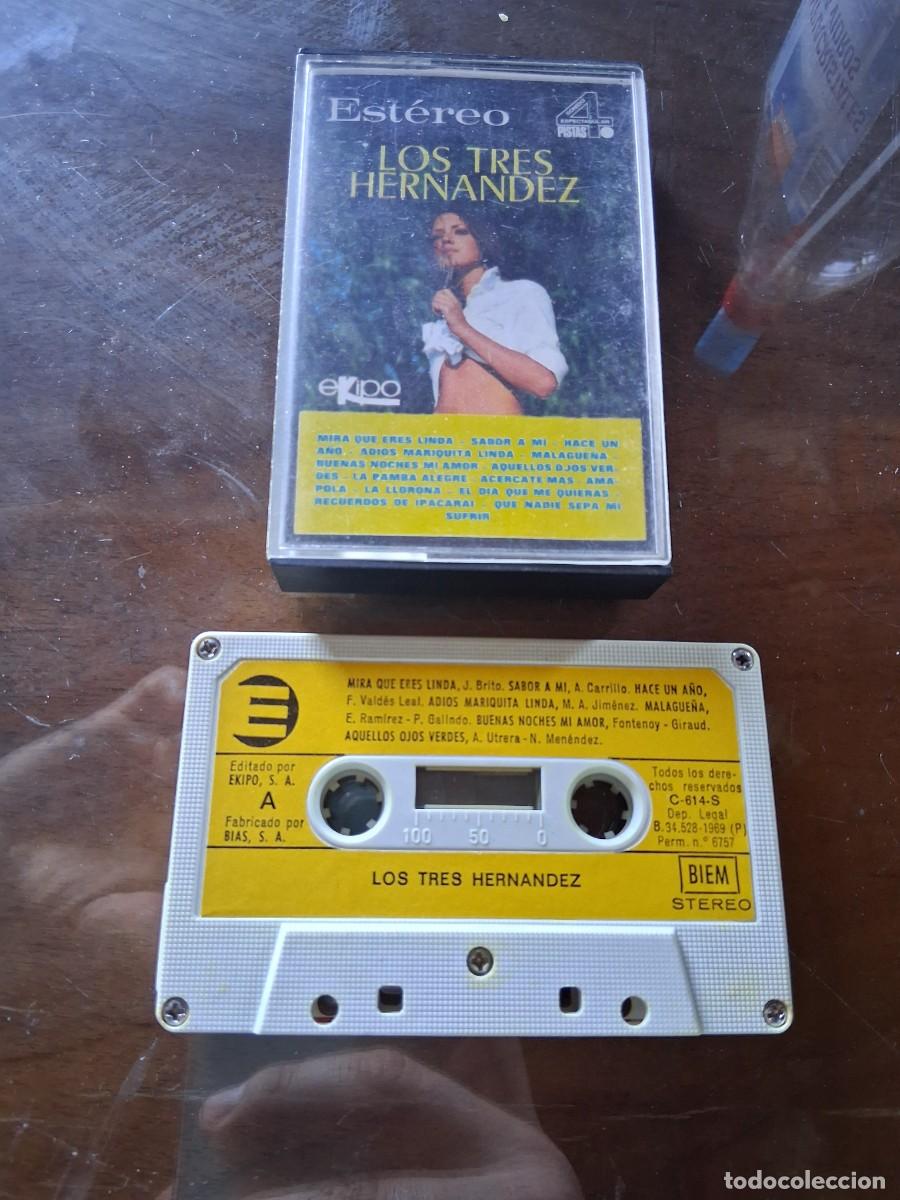 Estéreo
4
ESPECTACULAR
PISTAS
LOS TRES
HERNANDEZ
eKipo
MIRA QUE ERES LINDA - SABOR A MI - HACE UN
AÑO - ADIOS MARIQUITA LINDA - MALAGUEÑA
BUENAS NOCHES MI AMOR - AQUELLOS OJOS VER-
DES - LA PAMBA ALEGRE - ACERCATE MAS - AMA-
POLA - LA LLORONA - EL DIA QUE ME QUIERAS -
RECUERDOS DE IPACARAI - QUE NADIE SEPA MI
SUFRIR
MIRA QUE ERES LINDA, J. Brito. SABOR A MI, A. Carrillo. HACE UN AÑO,
F. Valdés Leal. ADIOS MARIQUITA LINDA, M. A. Jiménez. MALAGUEÑA,
E. Ramírez - P. Galindo. BUENAS NOCHES MI AMOR, Fontenoy - Giraud.
AQUELLOS OJOS VERDES, A. Utrera - N. Menéndez.
Editado por
EKIPO, S. A.
A
Fabricado por
BIAS, S. A.
100 50 0
Todos los dere-
chos reservados
C-614-S
Dep. Legal
B. 34.528-1969 (P)
Perm. n.º 6757
LOS TRES HERNANDEZ
BIEM
STEREO
todocoleccion